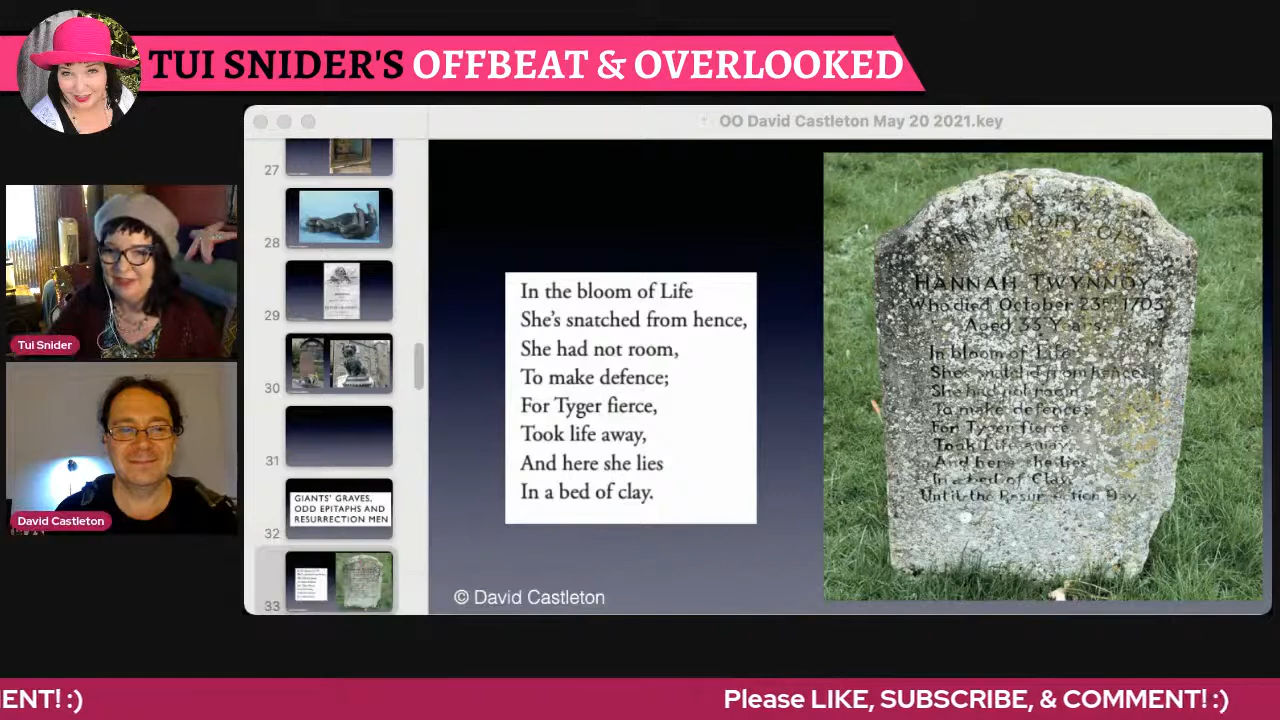 TUI SNIDER'S OFFBEAT & OVERLOOKED
OO David Castleton May 20 2021.key
27
28
29
30
31
32
33
GIANTS' GRAVES,
ODD EPITAPHS AND
RESURRECTION MEN
Tui Snider
David Castleton
In the bloom of Life
She's snatched from hence,
She had not room,
To make defence;
For Tyger fierce,
Took life away,
And here she lies
In a bed of clay.
© David Castleton
IN MEMORY OF
HANNAH TWYNNOY
Who died October 23rd 1703
Aged 33 Years.
In bloom of Life
She's snatchd from hence,
She had not room
To make defence;
For Tyger fierce
Took Life away
And here she lies
In a bed of Clay,
Until the Resurrection Day.
ENT! :)
Please LIKE, SUBSCRIBE, & COMMENT! :)